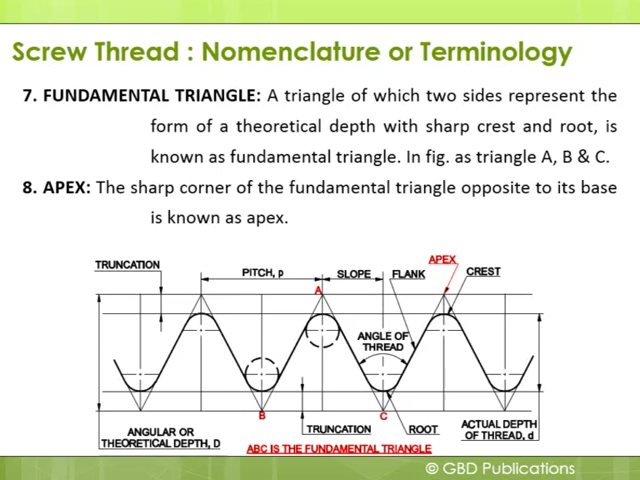 Screw Thread : Nomenclature or Terminology
7. FUNDAMENTAL TRIANGLE: A triangle of which two sides represent the
form of a theoretical depth with sharp crest and root, is
known as fundamental triangle. In fig. as triangle A, B & C.
8. APEX: The sharp corner of the fundamental triangle opposite to its base
is known as apex.
TRUNCATION
PITCH, p
SLOPE
FLANK
APEX
CREST
A
ANGLE OF
THREAD
B
C
ANGULAR OR
THEORETICAL DEPTH, D
TRUNCATION
ROOT
ACTUAL DEPTH
OF THREAD, d
ABC IS THE FUNDAMENTAL TRIANGLE
© GBD Publications